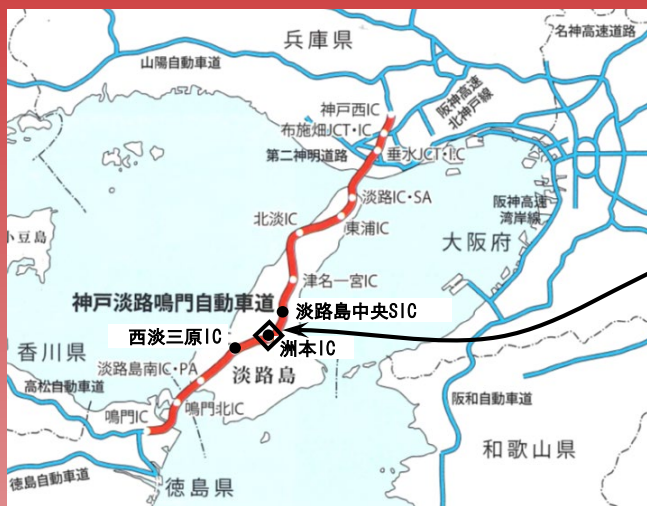 兵庫県
名神高速道路
山陽自動車道
神戸西IC
阪神高速
北神戸線
布施畑JCT・IC
第二神明道路
垂水JCT・I.C
淡路IC・SA
阪神高速
湾岸線
北淡IC
東浦IC
大阪府
小豆島
津名一宮IC
神戸淡路鳴門自動車道
淡路島中央SIC
西淡三原IC
洲本IC
香川県
淡路島南IC・PA
淡路島
高松自動車道
阪和自動車道
鳴門IC
鳴門北IC
和歌山県
徳島自動車道
徳島県